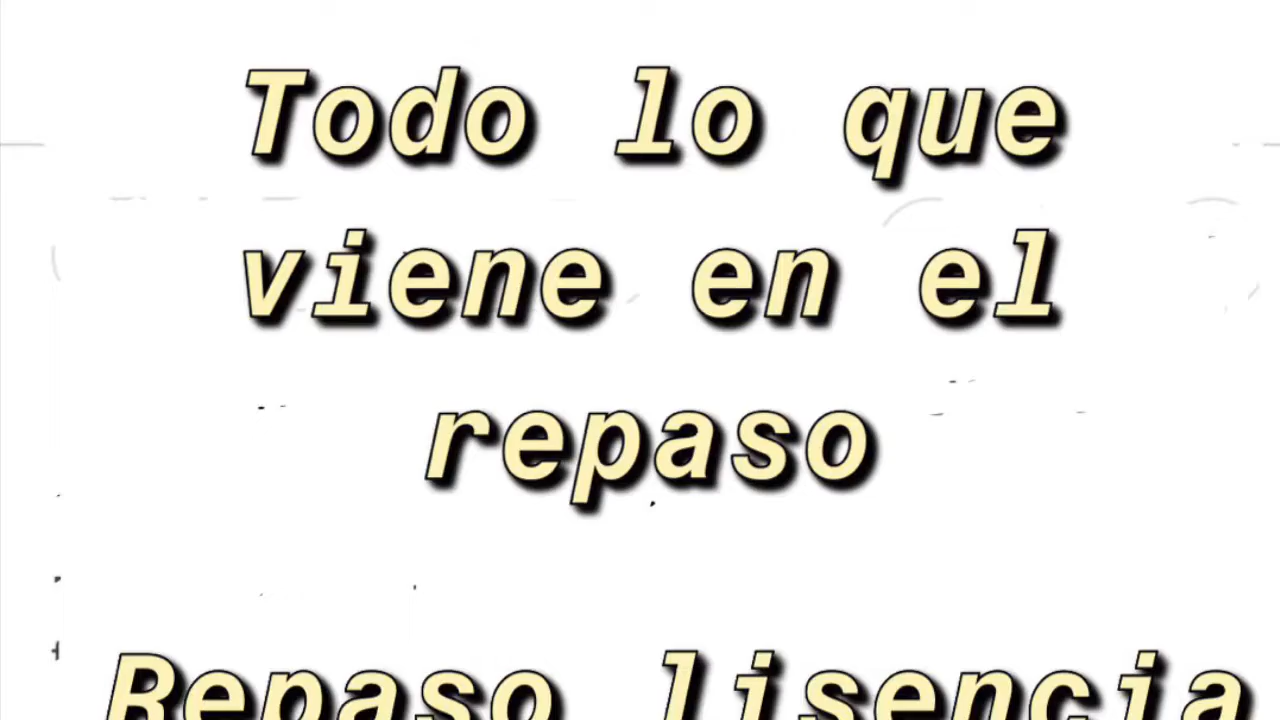 Todo lo que
viene en el
repaso
Repaso lisencia